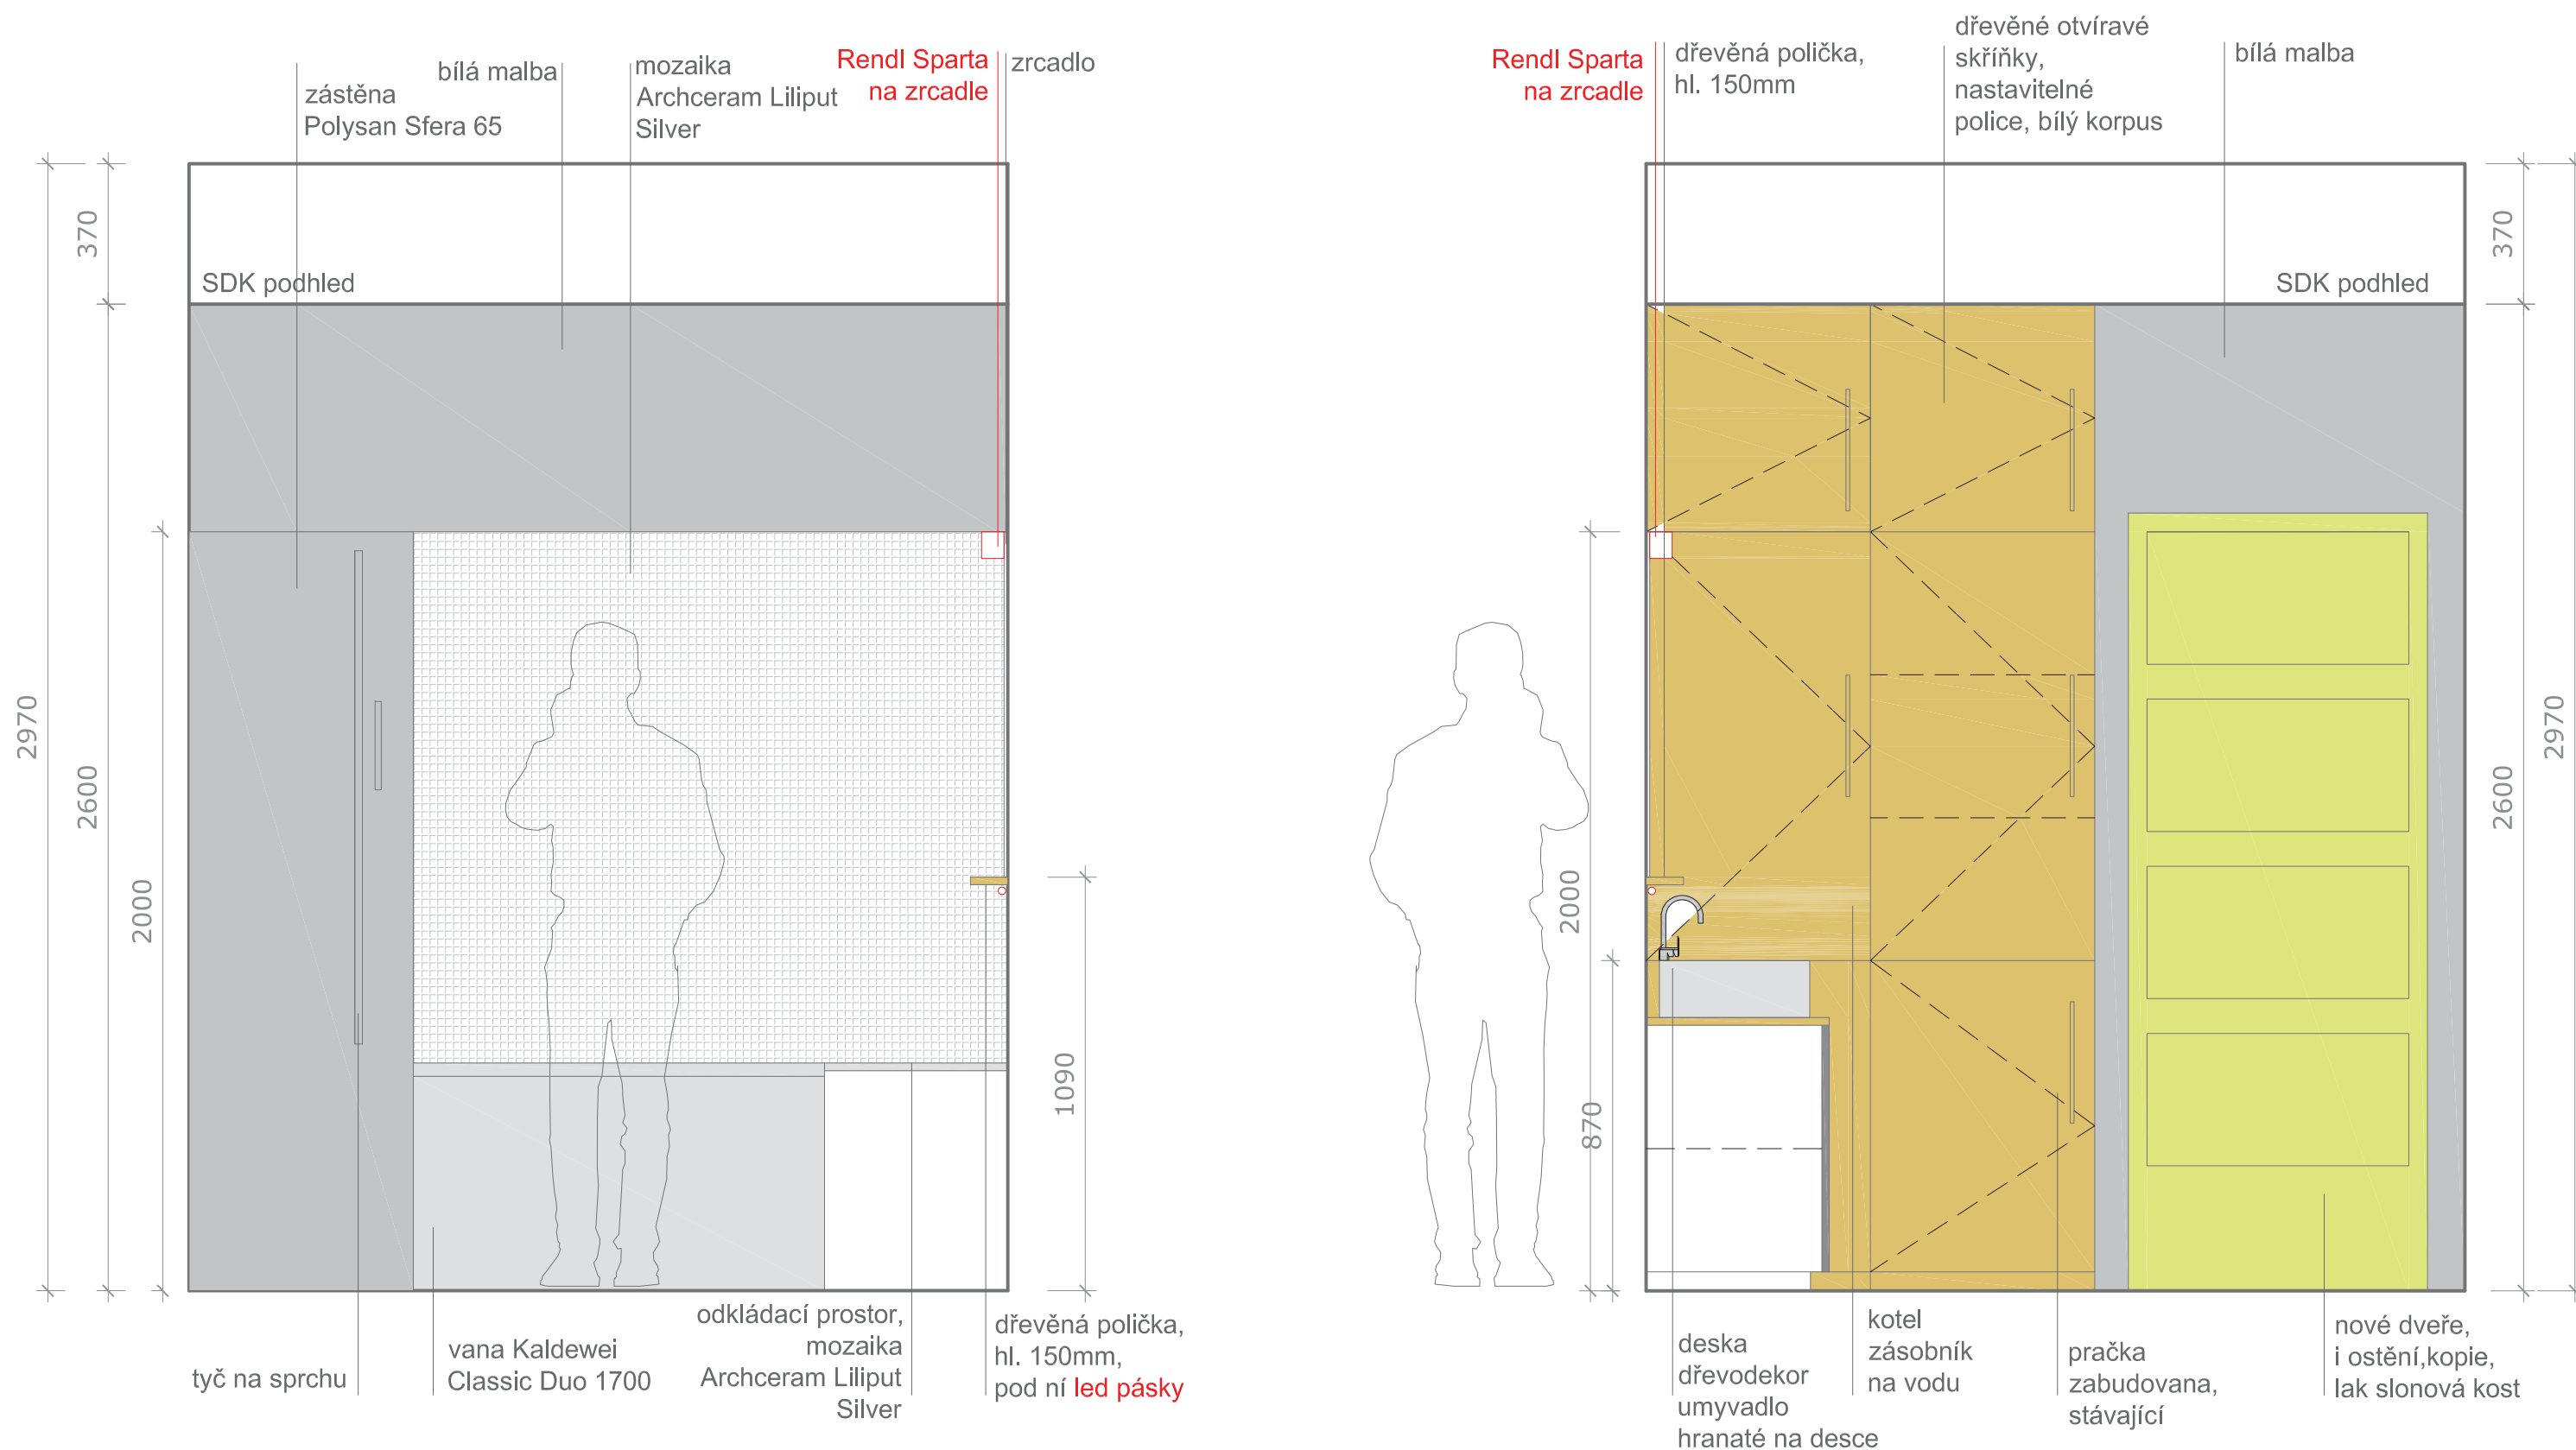 zástěna
Polysan Sfera 65
bílá malba
mozaika
Archceram Liliput
Silver
Rendl Sparta
na zrcadle
zrcadlo
370
SDK podhled
2970
2600
2000
1090
tyč na sprchu
vana Kaldewei
Classic Duo 1700
odkládací prostor,
mozaika
Archceram Liliput
Silver
dřevěná polička,
hl. 150mm,
pod ní led pásky
Rendl Sparta
na zrcadle
dřevěná polička,
hl. 150mm
dřevěné otvíravé
skříňky,
nastavitelné
police, bílý korpus
bílá malba
370
SDK podhled
2970
2600
2000
870
deska
dřevodekor
umyvadlo
hranaté na desce
kotel
zásobník
na vodu
pračka
zabudovana,
stávající
nové dveře,
i ostění,kopie,
lak slonová kost